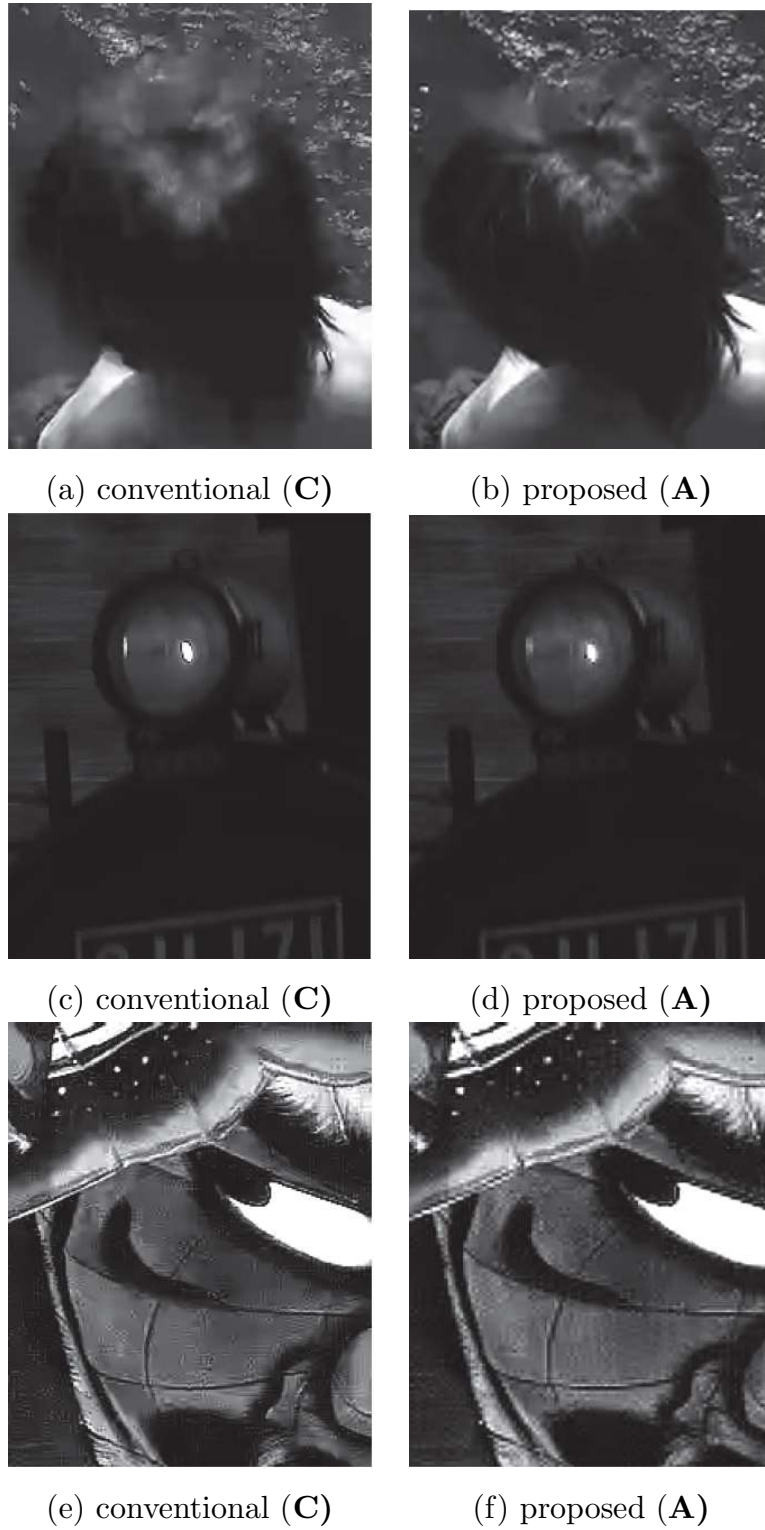 (a) conventional (C)
(b) proposed (A)
(c) conventional (C)
(d) proposed (A)
(e) conventional (C)
(f) proposed (A)